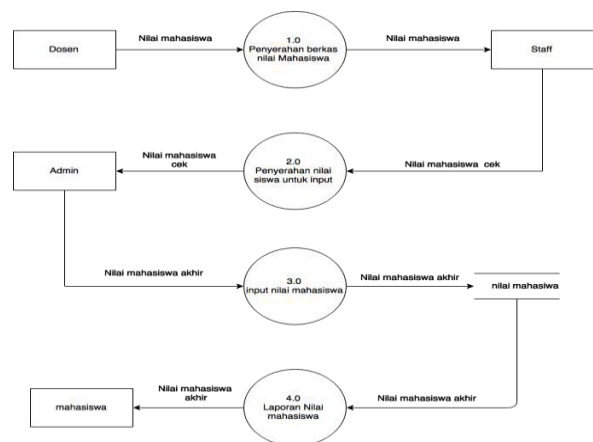 Dosen
Nilai mahasiswa
1.0
Penyerahan berkas
nilai Mahasiswa
Nilai mahasiswa
Staff
Admin
Nilai mahasiswa
cek
2.0
Penyerahan nilai
siswa untuk input
Nilai mahasiswa cek
Nilai mahasiswa akhir
3.0
input nilai mahasiswa
Nilai mahasiswa akhir
nilai mahasiwa
mahasiswa
Nilai mahasiswa
akhir
4.0
Laporan Nilai
mahasiswa
Nilai mahasiswa akhir